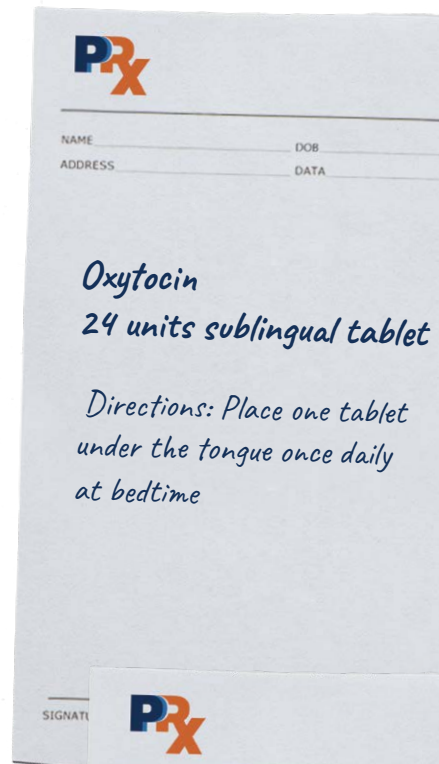 PRx
NAME DOB
ADDRESS DATA
Oxytocin
24 units sublingual tablet
Directions: Place one tablet
under the tongue once daily
at bedtime
SIGNATU
PRx